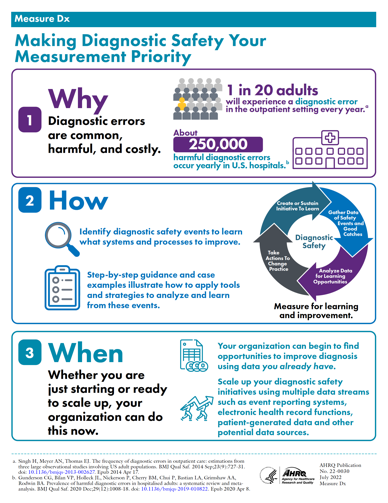 Measure Dx
Making Diagnostic Safety Your
Measurement Priority
1
Why
Diagnostic errors
are common,
harmful, and costly.
1 in 20 adults
will experience a diagnostic error
in the outpatient setting every year.a
About
250,000
harmful diagnostic errors
occur yearly in U.S. hospitals.b
2
How
Identify diagnostic safety events to learn
what systems and processes to improve.
Step-by-step guidance and case
examples illustrate how to apply tools
and strategies to analyze and learn
from these events.
Create or Sustain
Initiative To Learn
Gather Data
of Safety
Events and
Good
Catches
Diagnostic
Safety
Take
Actions To
Change
Practice
Analyze Data
for Learning
Opportunities
Measure for learning
and improvement.
3
When
Whether you are
just starting or ready
to scale up, your
organization can do
this now.
Your organization can begin to find
opportunities to improve diagnosis
using data you already have.
Scale up your diagnostic safety
initiatives using multiple data streams
such as event reporting systems,
electronic health record functions,
patient-generated data and other
potential data sources.
a. Singh H, Meyer AN, Thomas EJ. The frequency of diagnostic errors in outpatient care: estimations from
three large observational studies involving US adult populations. BMJ Qual Saf. 2014 Sep;23(9):727-31.
doi: 10.1136/bmjqs-2013-002627. Epub 2014 Apr 17.
b. Gunderson CG, Bilan VP, Holleck JL, Nickerson P, Cherry BM, Chui P, Bastian LA, Grimshaw AA,
Rodwin BA. Prevalence of harmful diagnostic errors in hospitalised adults: a systematic review and meta-
analysis. BMJ Qual Saf. 2020 Dec;29(12):1008-18. doi: 10.1136/bmjqs-2019-010822. Epub 2020 Apr 8.
AHRQ
Agency for Healthcare
Research and Quality
AHRQ Publication
No. 22-0030
July 2022
Measure Dx